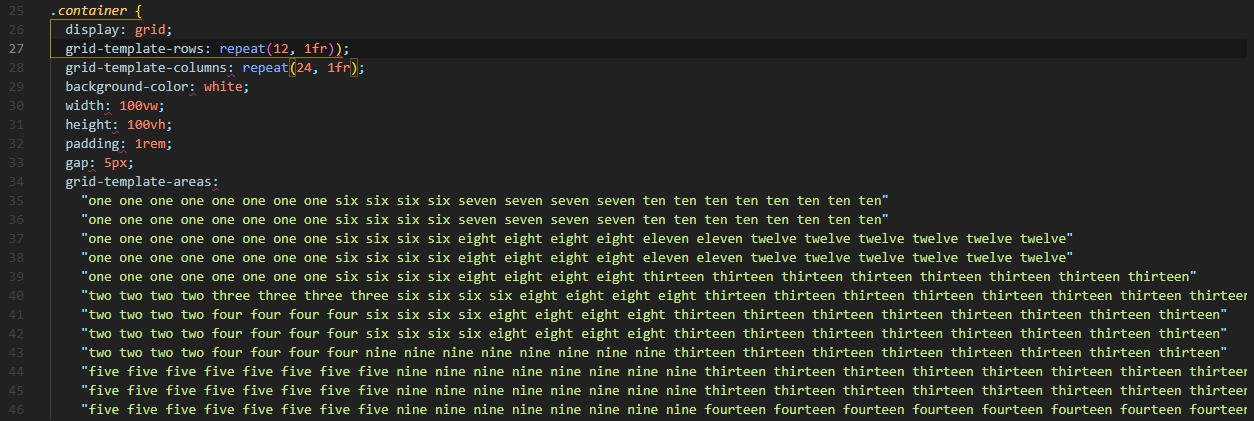 25 .container {
26 display: grid;
27 grid-template-rows: repeat(12, 1fr));
28 grid-template-columns: repeat(24, 1fr);
29 background-color: white;
30 width: 100vw;
31 height: 100vh;
32 padding: 1rem;
33 gap: 5px;
34 grid-template-areas:
35 "one one one one one one one one six six six six seven seven seven seven ten ten ten ten ten ten ten ten"
36 "one one one one one one one one six six six six seven seven seven seven ten ten ten ten ten ten ten ten"
37 "one one one one one one one one six six six six eight eight eight eight eleven eleven twelve twelve twelve twelve twelve twelve"
38 "one one one one one one one one six six six six eight eight eight eight eleven eleven twelve twelve twelve twelve twelve twelve"
39 "one one one one one one one one six six six six eight eight eight eight thirteen thirteen thirteen thirteen thirteen thirteen thirteen thirteen"
40 "two two two two three three three three six six six six eight eight eight eight thirteen thirteen thirteen thirteen thirteen thirteen thirteen thirteen
41 "two two two two four four four four six six six six eight eight eight eight thirteen thirteen thirteen thirteen thirteen thirteen thirteen thirteen"
42 "two two two two four four four four six six six six eight eight eight eight thirteen thirteen thirteen thirteen thirteen thirteen thirteen thirteen"
43 "two two two two four four four four nine nine nine nine nine nine nine nine thirteen thirteen thirteen thirteen thirteen thirteen thirteen thirteen"
44 "five five five five five five five five nine nine nine nine nine nine nine nine thirteen thirteen thirteen thirteen thirteen thirteen thirteen thirteen
45 "five five five five five five five five nine nine nine nine nine nine nine nine thirteen thirteen thirteen thirteen thirteen thirteen thirteen thirteen
46 "five five five five five five five five nine nine nine nine nine nine nine nine fourteen fourteen fourteen fourteen fourteen fourteen fourteen fourteen